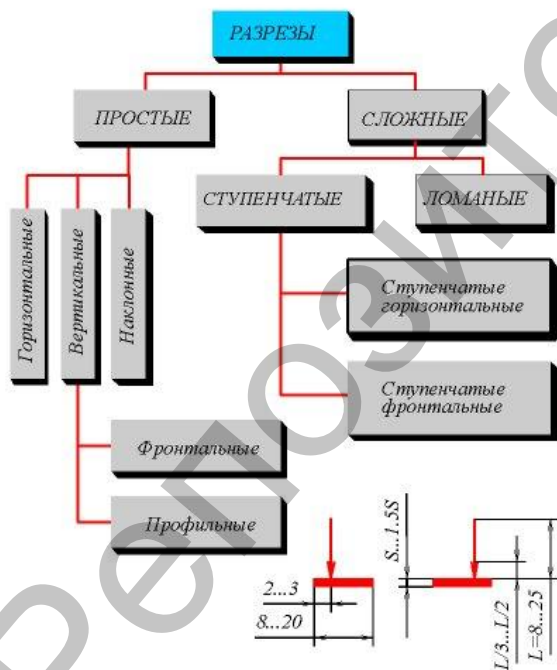 РАЗРЕЗЫ
ПРОСТЫЕ
СЛОЖНЫЕ
СТУПЕНЧАТЫЕ
ЛОМАНЫЕ
Горизонтальные
Вертикальные
Наклонные
Ступенчатые
горизонтальные
Ступенчатые
фронтальные
Фронтальные
Профильные
2...3
8...20
S...1.5S
L/3...L/2
L=8...25